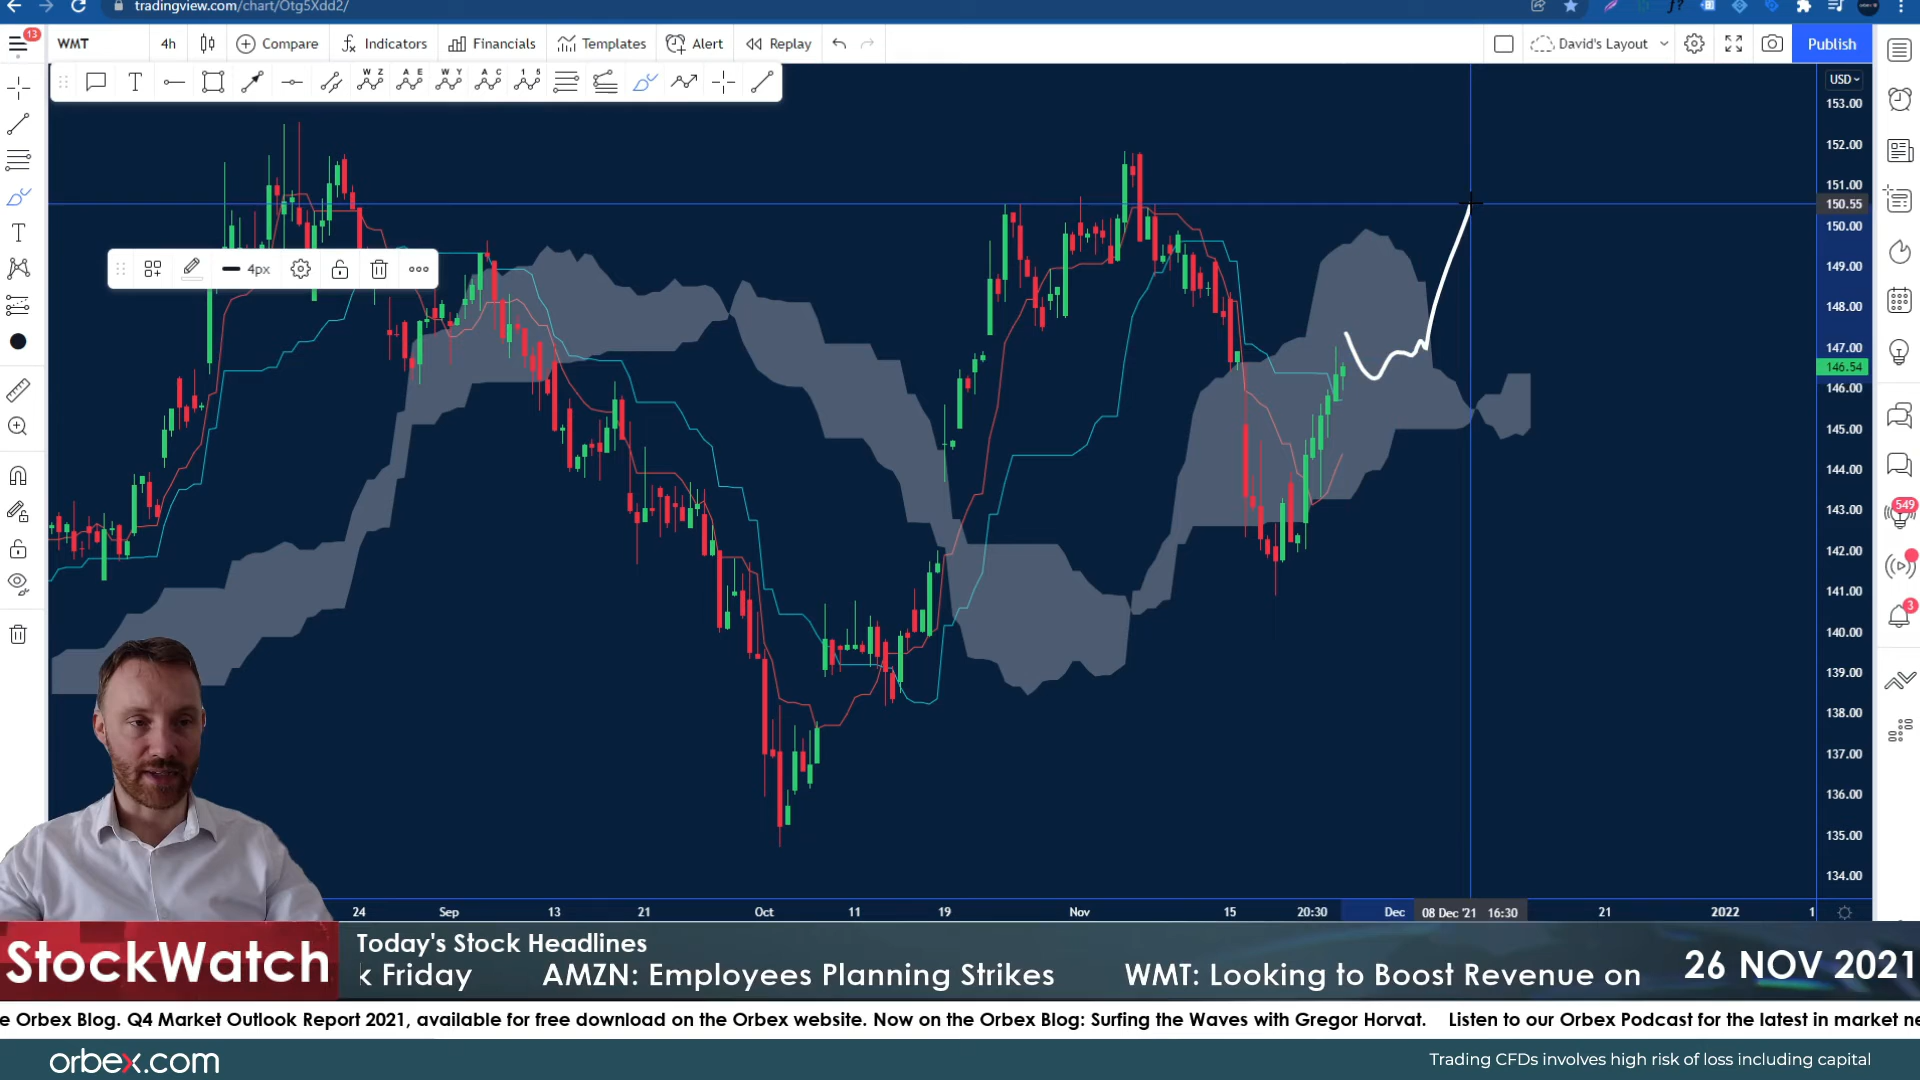 tradingview.com/chart/Otg5Xdd2/
13
WMT
4h
Compare
Indicators
Financials
Templates
Alert
Replay
David's Layout
Publish
W Z
A E
W Y
A C
1 5
USD
153.00
152.00
151.00
150.55
150.00
149.00
148.00
147.00
146.54
146.00
145.00
144.00
143.00
142.00
141.00
140.00
139.00
138.00
137.00
136.00
135.00
134.00
4px
549
3
24
Sep
13
21
Oct
11
19
Nov
15
20:30
Dec
08 Dec '21 16:30
21
2022
1
StockWatch
Today's Stock Headlines
k Friday AMZN: Employees Planning Strikes WMT: Looking to Boost Revenue on
26 NOV 2021
e Orbex Blog. Q4 Market Outlook Report 2021, available for free download on the Orbex website. Now on the Orbex Blog: Surfing the Waves with Gregor Horvat. Listen to our Orbex Podcast for the latest in market ne
orbex.com
Trading CFDs involves high risk of loss including capital